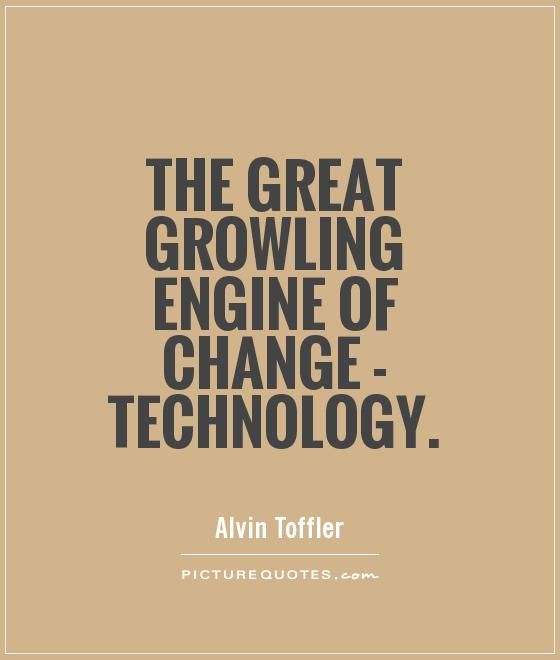 THE GREAT
GROWLING
ENGINE OF
CHANGE -
TECHNOLOGY.
Alvin Toffler
PICTUREQUOTES.com